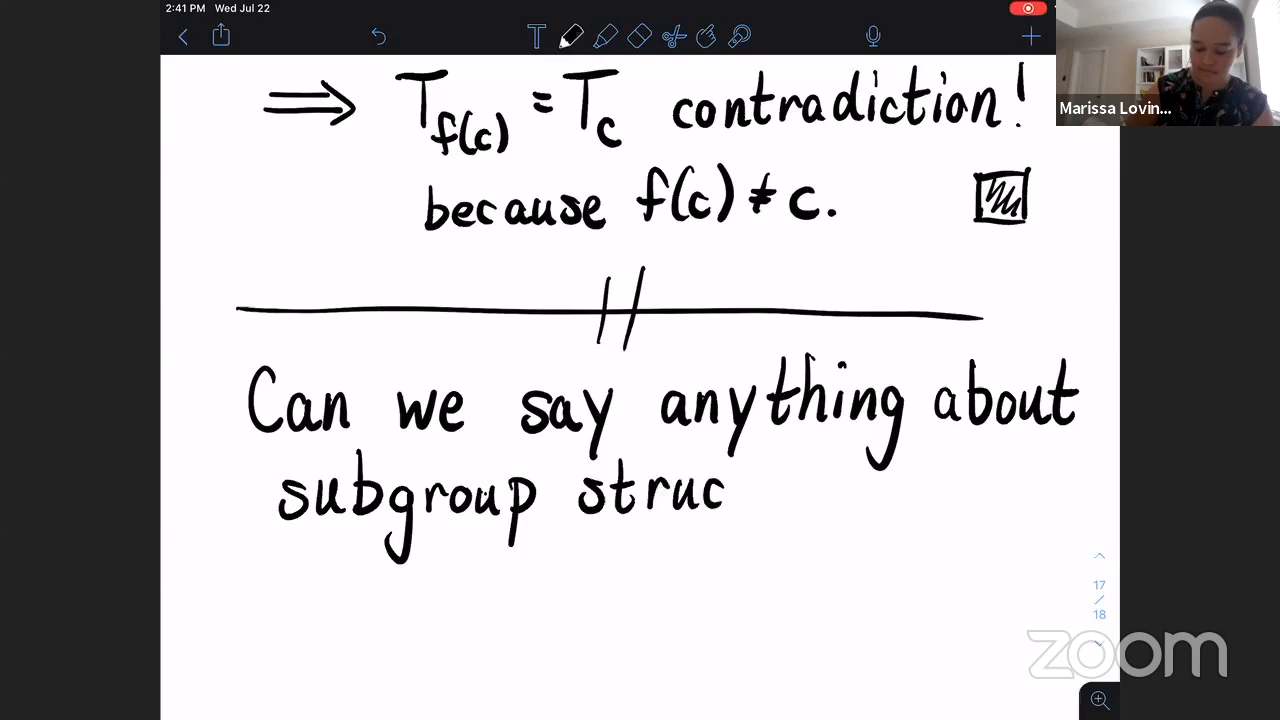 2:41 PM Wed Jul 22
Marissa Lovin...
⟹ T_f(c) = T_c contradiction!
because f(c) ≠ c.
Can we say anything about
subgroup struc
17
/
18
zoom